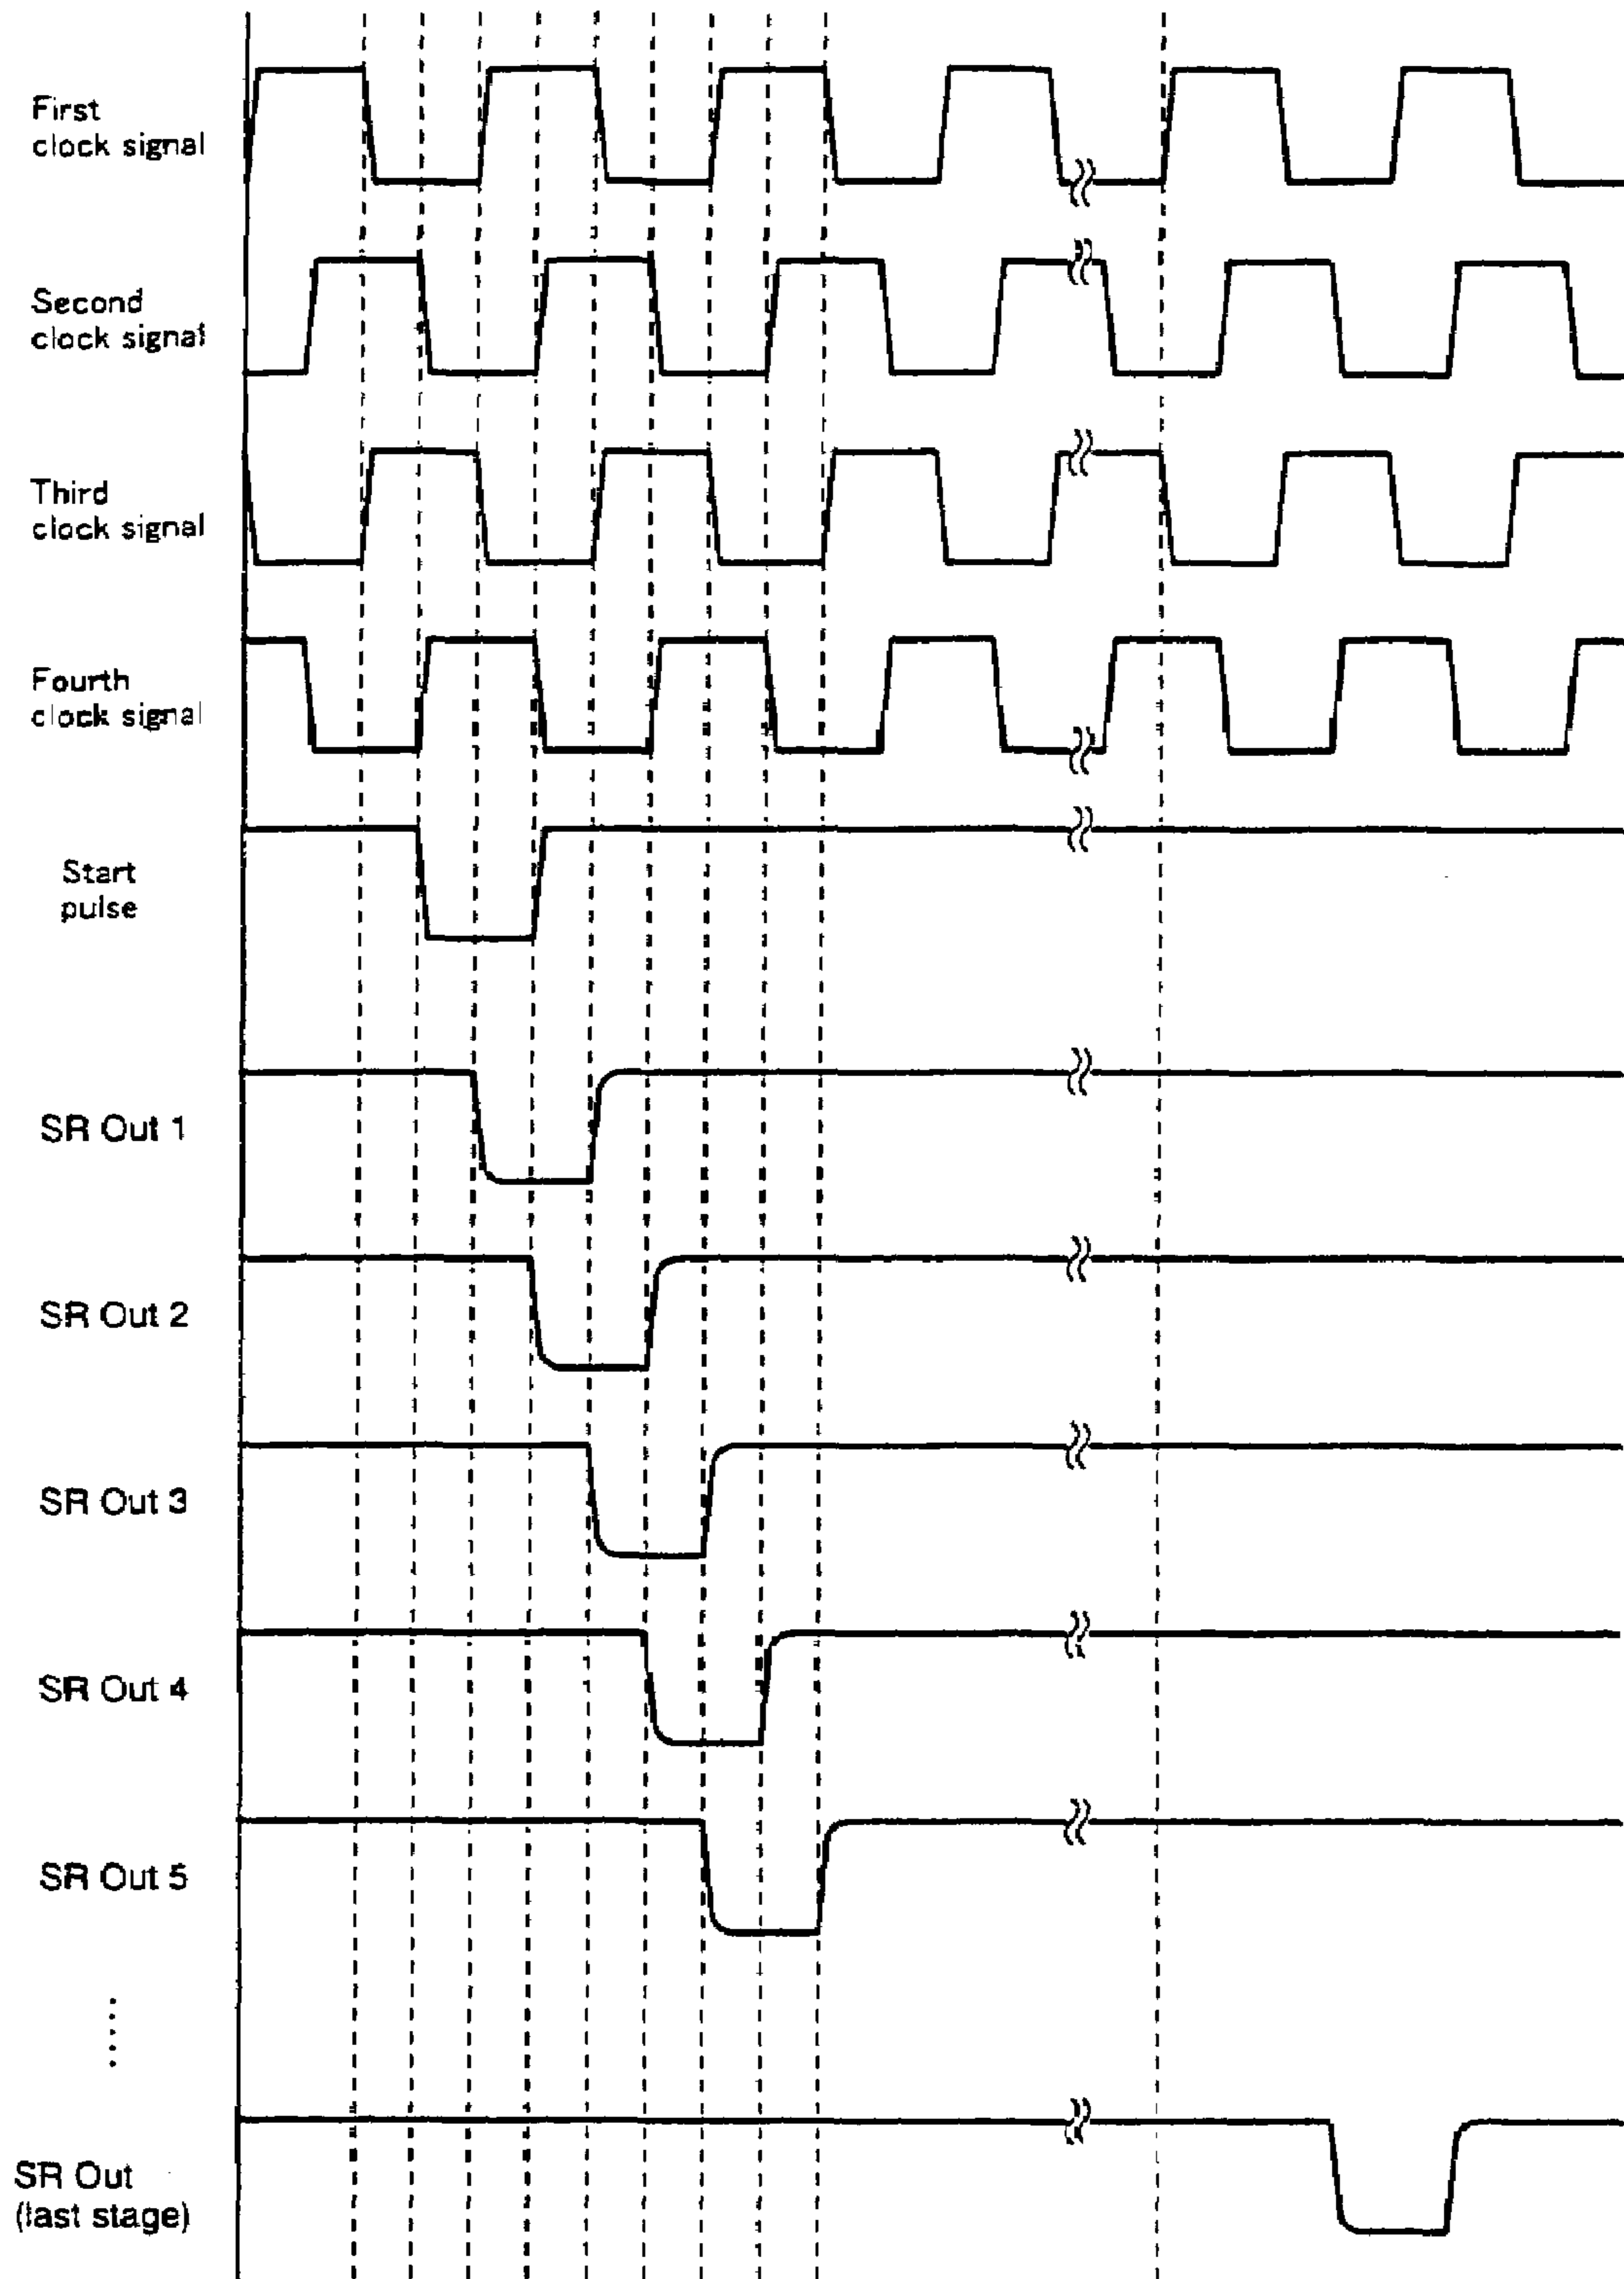 First
clock signal
Second
clock signal
Third
clock signal
Fourth
clock signal
Start
pulse
SR Out 1
SR Out 2
SR Out 3
SR Out 4
SR Out 5
SR Out
(last stage)